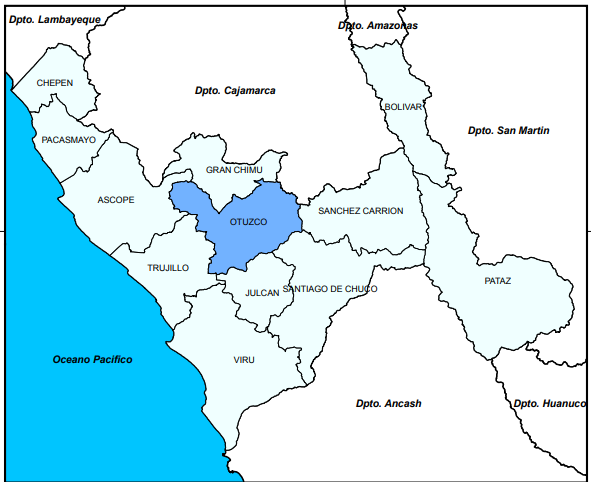 Dpto. Lambayeque
Dpto. Amazonas
CHEPEN
Dpto. Cajamarca
BOLIVAR
Dpto. San Martin
PACASMAYO
GRAN CHIMU
ASCOPE
SANCHEZ CARRION
OTUZCO
TRUJILLO
PATAZ
JULCAN
SANTIAGO DE CHUCO
Oceano Pacifico
VIRU
Dpto. Ancash
Dpto. Huanuco